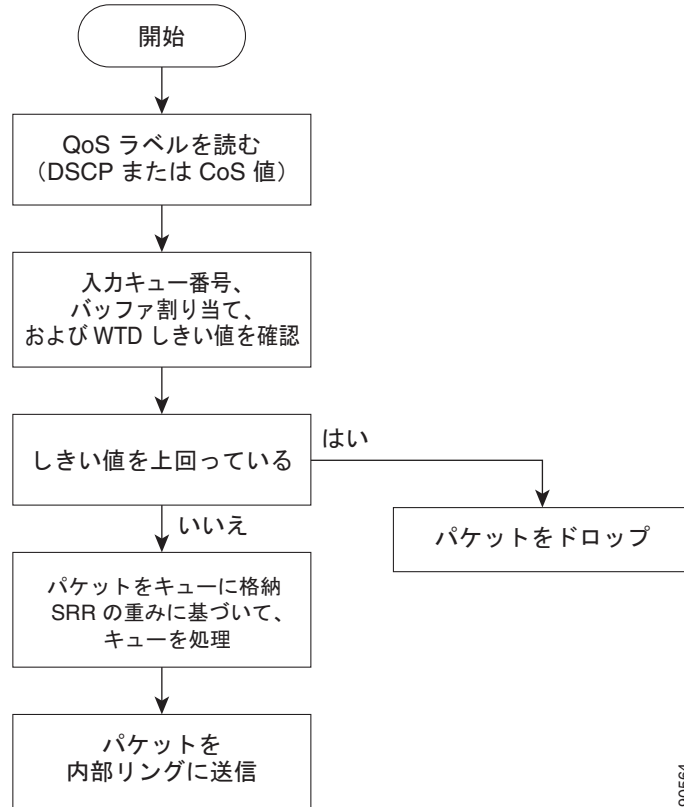 開始
QoS ラベルを読む
（DSCP または CoS 値）
入力キュー番号、
バッファ割り当て、
および WTD しきい値を確認
しきい値を上回っている
はい
パケットをドロップ
いいえ
パケットをキューに格納
SRR の重みに基づいて、
キューを処理
パケットを
内部リングに送信
90564